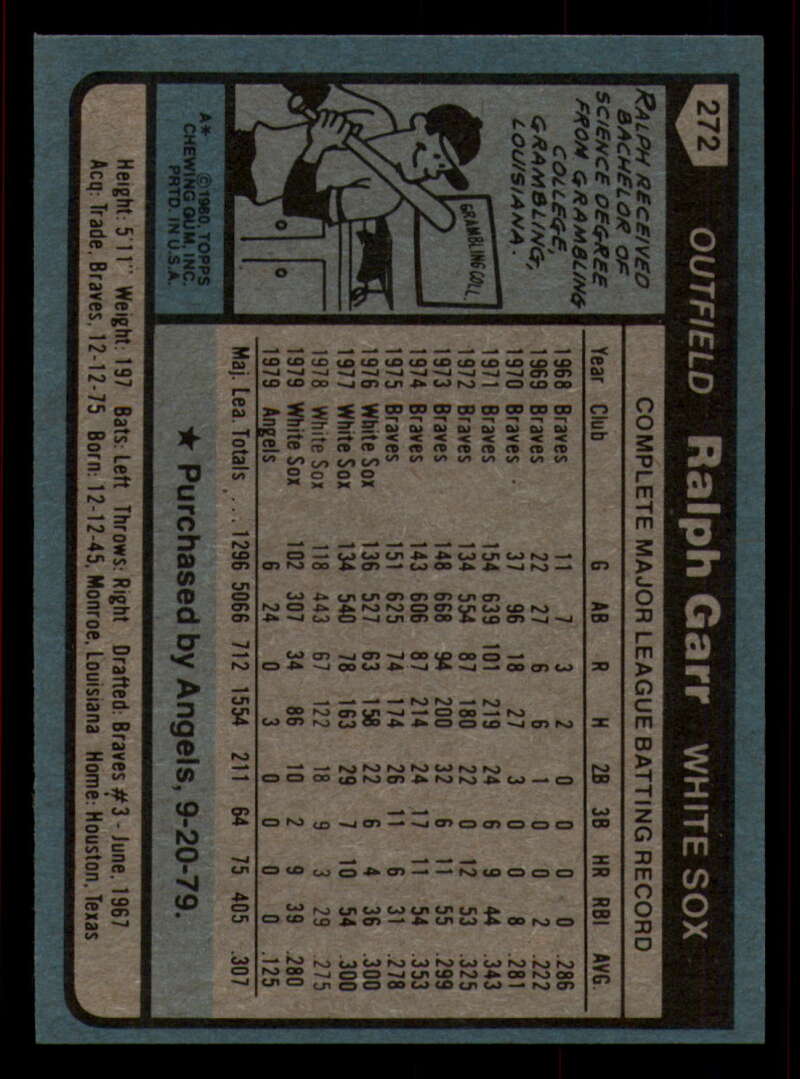 272
OUTFIELD Ralph Garr WHITE SOX
RALPH RECEIVED
BACHELOR OF
SCIENCE DEGREE
FROM GRAMBLING
COLLEGE,
GRAMBLING,
LOUISIANA.
GRAMBLING COLL.
A* ©1980, TOPPS
CHEWING GUM, INC.
PRTD. IN U.S.A.
COMPLETE MAJOR LEAGUE BATTING RECORD
Year Club G AB R H 2B 3B HR RBI AVG.
1968 Braves 11 7 3 2 0 0 0 0 .286
1969 Braves 22 27 6 6 1 0 0 2 .222
1970 Braves 37 96 18 27 3 0 0 8 .281
1971 Braves 154 639 101 219 24 6 9 44 .343
1972 Braves 134 554 87 180 22 0 12 53 .325
1973 Braves 148 668 94 200 32 6 11 55 .299
1974 Braves 143 606 87 214 24 17 11 54 .353
1975 Braves 151 625 74 174 26 11 6 31 .278
1976 White Sox 136 527 63 158 22 6 4 36 .300
1977 White Sox 134 540 78 163 29 7 10 54 .300
1978 White Sox 118 443 67 122 18 9 3 29 .275
1979 White Sox 102 307 34 86 10 2 9 39 .280
1979 Angels 6 24 0 3 0 0 0 0 .125
Maj. Lea. Totals . . . 1296 5066 712 1554 211 64 75 405 .307
★ Purchased by Angels, 9-20-79.
Height: 5'11" Weight: 197 Bats: Left Throws: Right Drafted: Braves #3 - June, 1967
Acq: Trade, Braves, 12-12-75 Born: 12-12-45, Monroe, Louisiana Home: Houston, Texas